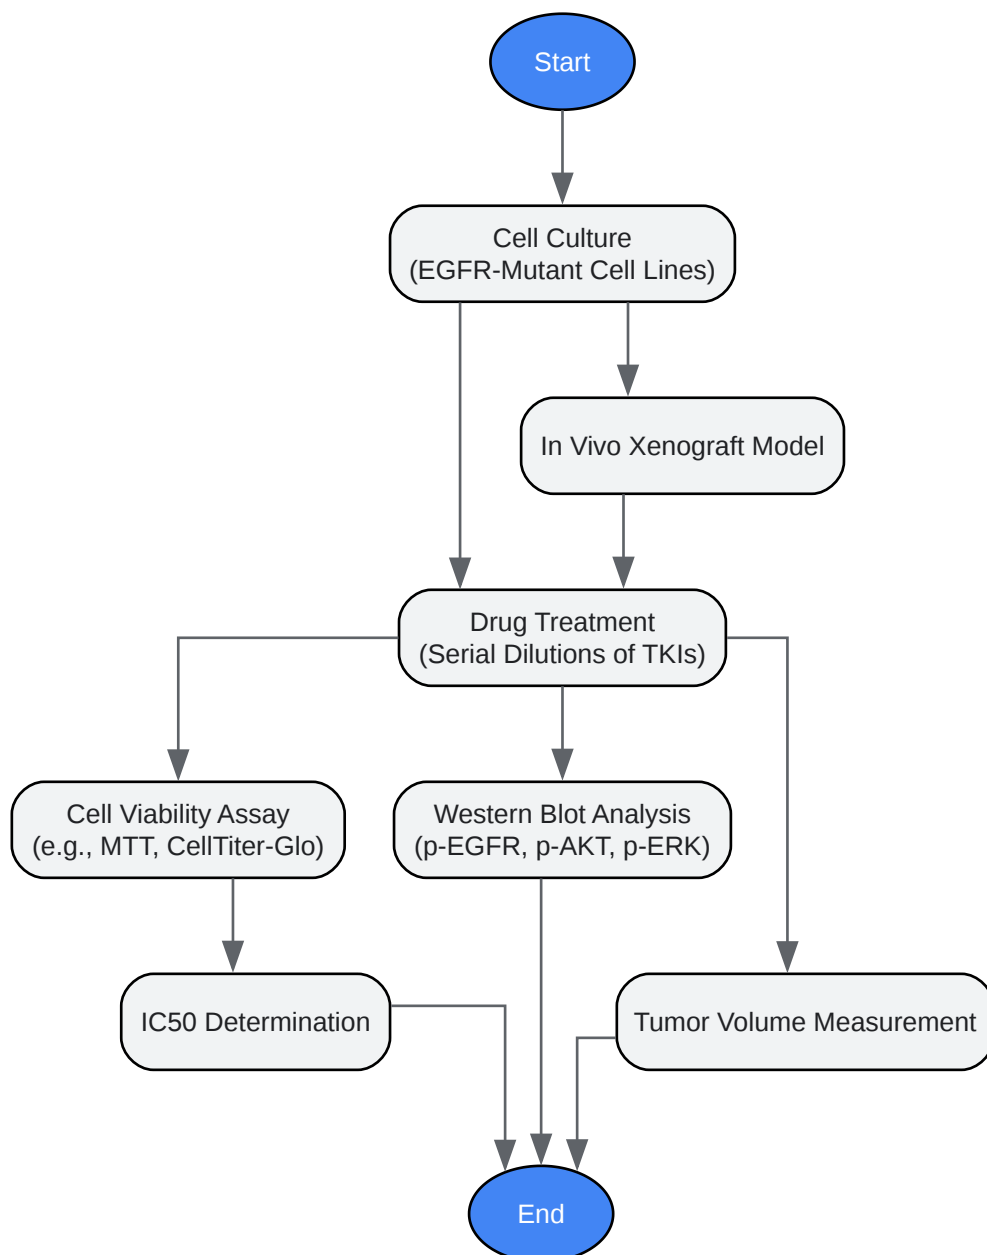 Start
Cell Culture
(EGFR-Mutant Cell Lines)
In Vivo Xenograft Model
Drug Treatment
(Serial Dilutions of TKIs)
Cell Viability Assay
(e.g., MTT, CellTiter-Glo)
Western Blot Analysis
(p-EGFR, p-AKT, p-ERK)
IC50 Determination
Tumor Volume Measurement
End